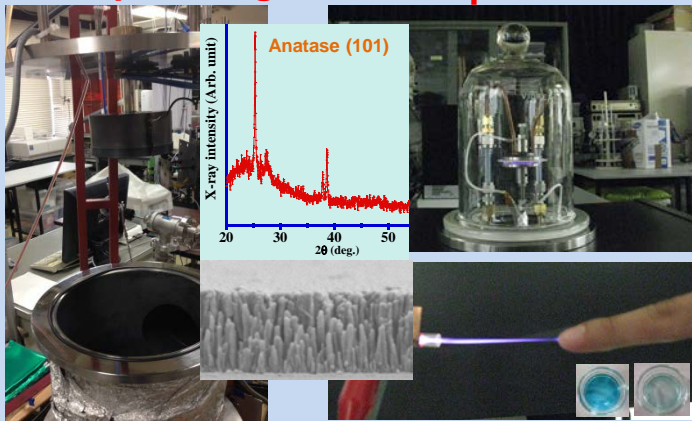 Anatase (101)
X-ray intensity (Arb. unit)
20 30 40 50
2θ (deg.)